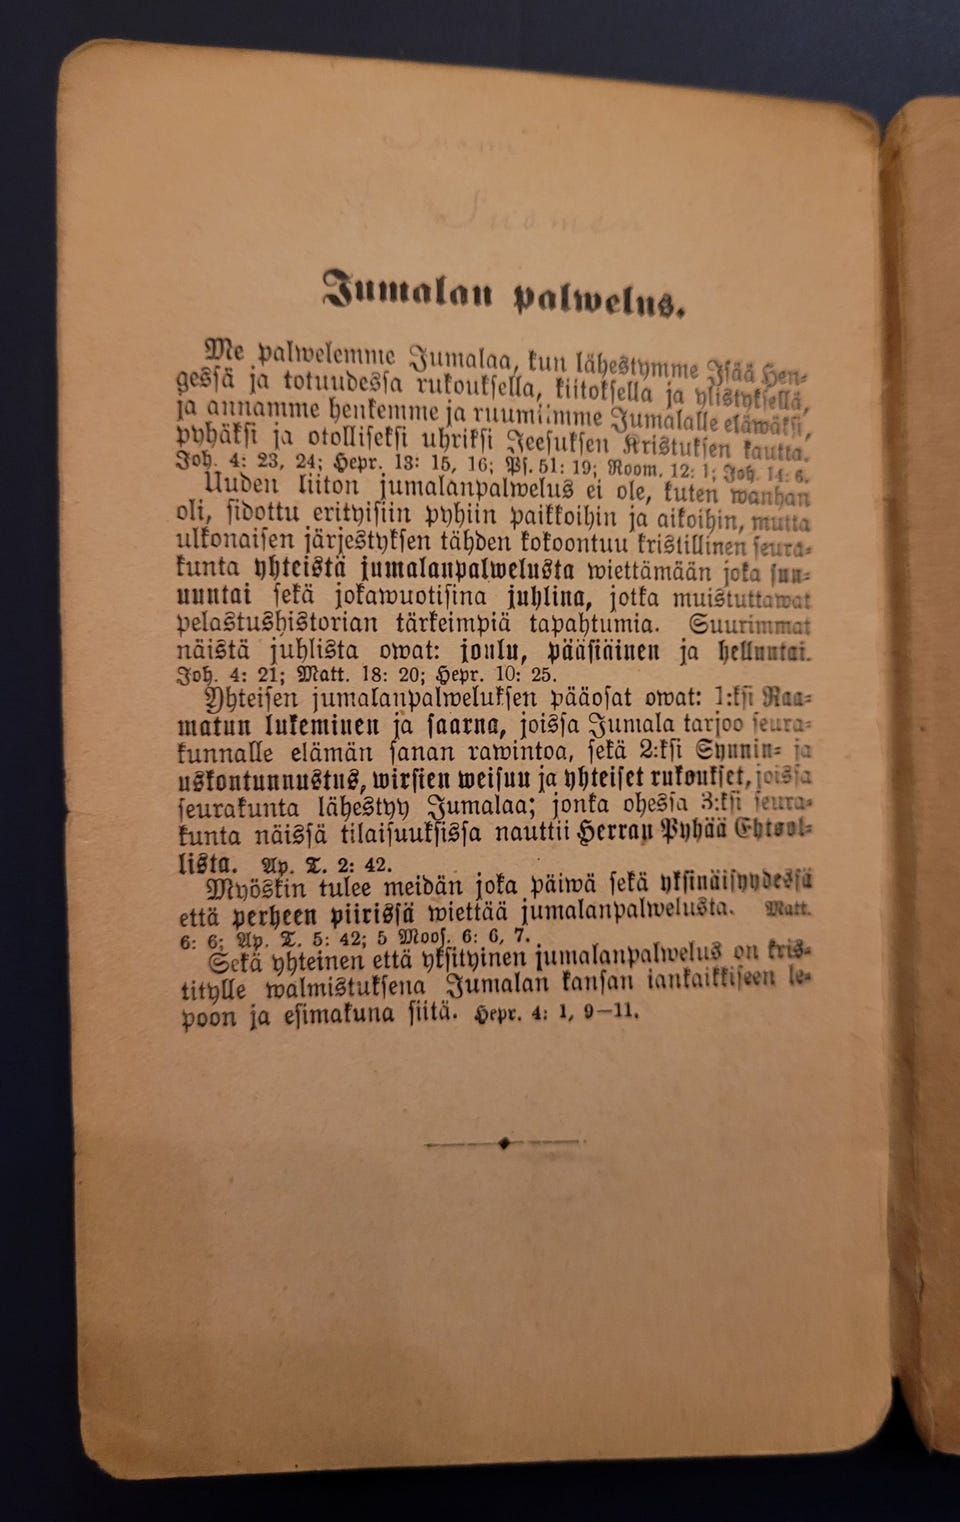 Jumalan palwelus.
Me palwelemme Jumalaa, kun lähestymme Isää Hen-
gessä ja totuudessa rukouksella, kiitoksella ja ylistyksellä,
ja annamme henkemme ja ruumiimme Jumalalle eläwäksi,
pyhäksi ja otolliseksi uhriksi Jeesuksen Kristuksen kautta.
Joh. 4: 23, 24; Hepr. 13: 15, 16; Ps. 51: 19; Room. 12: 1; Joh. 14: 6.
Uuden liiton jumalanpalwelus ei ole, kuten wanhan
oli, sidottu erityisiin pyhiin paikkoihin ja aikoihin, mutta
ulkonaisen järjestyksen tähden kokoontuu kristillinen seura-
kunta yhteistä jumalanpalwelusta wiettämään joka sun-
nuntai sekä jokawuotisina juhlina, jotka muistuttawat
pelastushistorian tärkeimpiä tapahtumia. Suurimmat
näistä juhlista owat: joulu, pääsiäinen ja helluntai.
Joh. 4: 21; Matt. 18: 20; Hepr. 10: 25.
Yhteisen jumalanpalweluksen pääosat owat: 1:ksi Raa-
matun lukeminen ja saarna, joissa Jumala tarjoo seura-
kunnalle elämän sanan rawintoa, sekä 2:ksi Synnin- ja
uskontunnustus, wirsien weisuu ja yhteiset rukoukset, joissa
seurakunta lähestyy Jumalaa; jonka ohessa 3:ksi seura-
kunta näissä tilaisuuksissa nauttii Herran Pyhää Ehtool-
lista. Ap. T. 2: 42.
Myöskin tulee meidän joka päiwä sekä yksinäisyydessä
että perheen piirissä wiettää jumalanpalwelusta. Matt.
6: 6; Ap. T. 5: 42; 5 Moos. 6: 6, 7.
Sekä yhteinen että yksityinen jumalanpalwelus on kris-
titylle walmistuksena Jumalan kansan iankaikkiseen le-
poon ja esimakuna siitä. Hepr. 4: 1, 9—11.